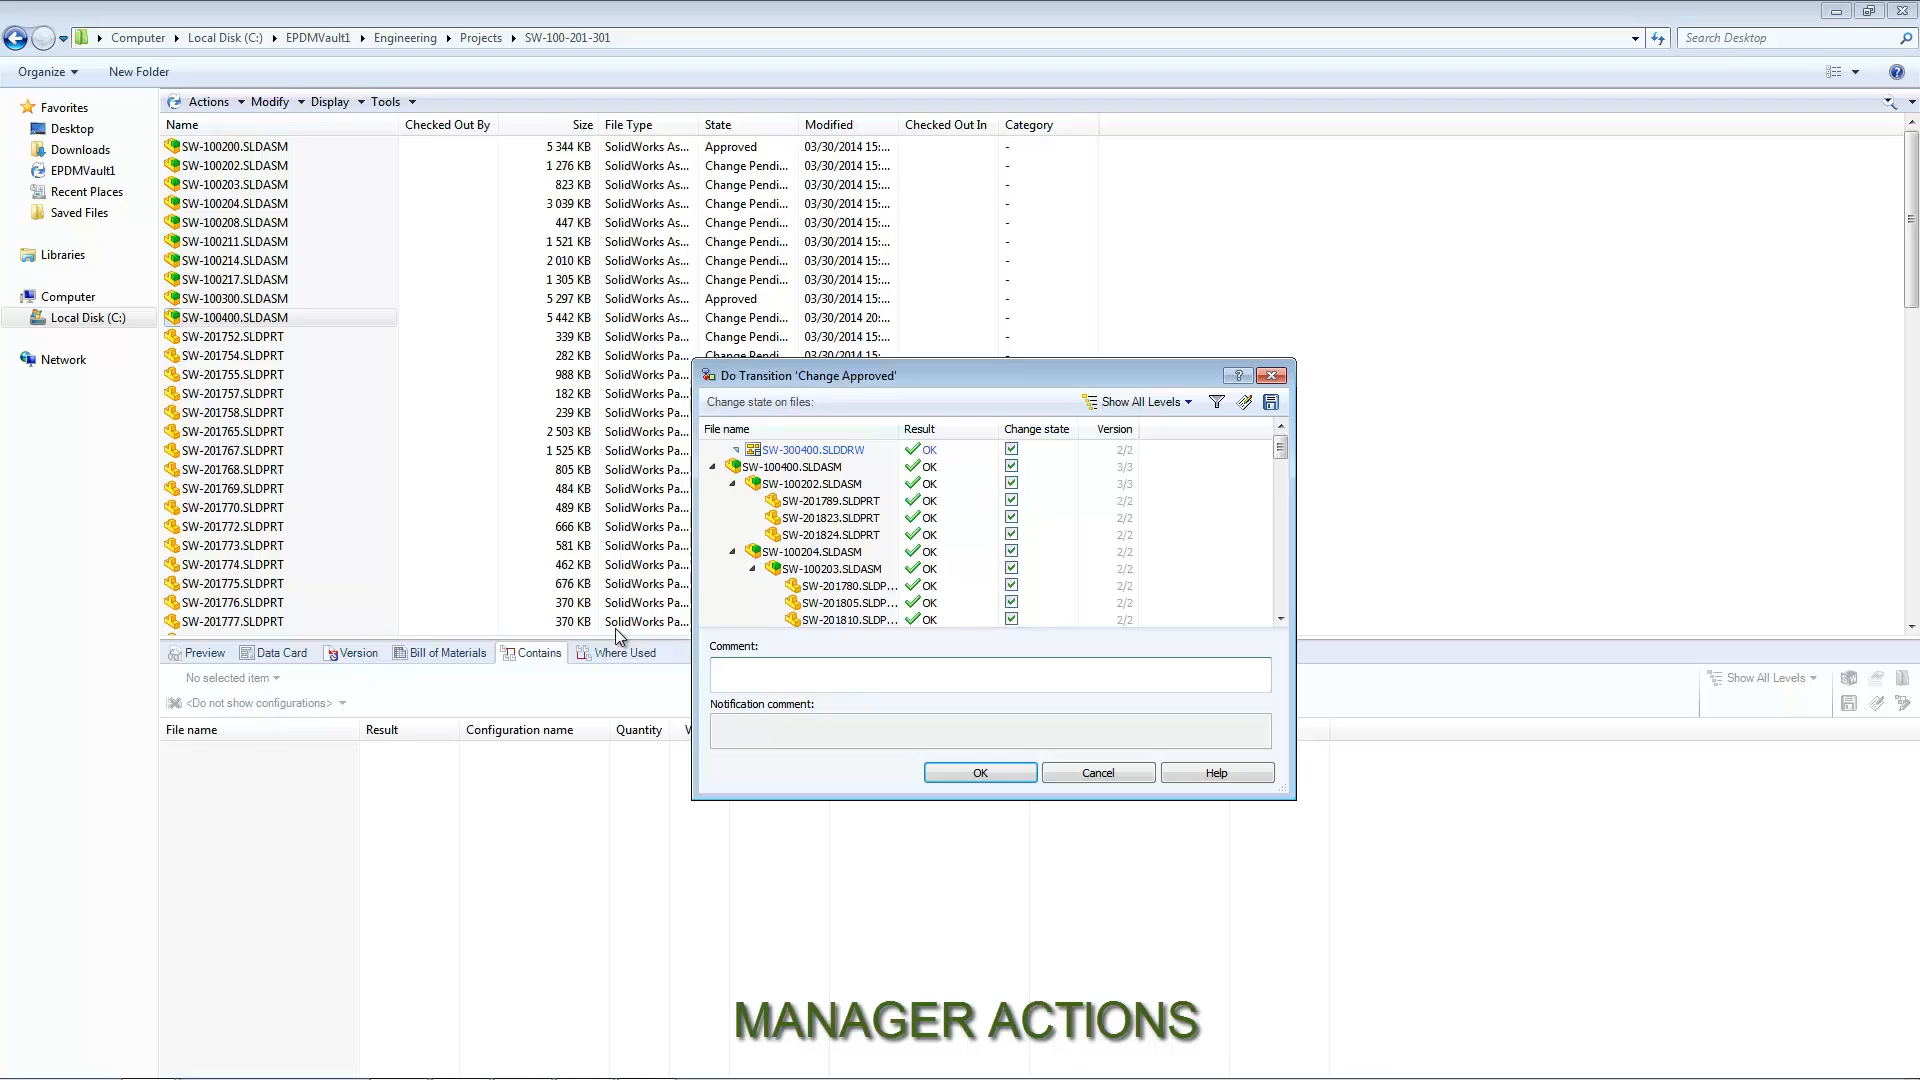 Computer Local Disk (C:) EPDMVault1 Engineering Projects SW-100-201-301 Search Desktop
Organize New Folder
Favorites
Desktop
Downloads
EPDMVault1
Recent Places
Saved Files
Libraries
Computer
Local Disk (C:)
Network
Actions Modify Display Tools
Name Checked Out By Size File Type State Modified Checked Out In Category
SW-100200.SLDASM 5 344 KB SolidWorks As... Approved 03/30/2014 15:... -
SW-100202.SLDASM 1 276 KB SolidWorks As... Change Pendi... 03/30/2014 15:... -
SW-100203.SLDASM 823 KB SolidWorks As... Change Pendi... 03/30/2014 15:... -
SW-100204.SLDASM 3 039 KB SolidWorks As... Change Pendi... 03/30/2014 15:... -
SW-100208.SLDASM 447 KB SolidWorks As... Change Pendi... 03/30/2014 15:... -
SW-100211.SLDASM 1 521 KB SolidWorks As... Change Pendi... 03/30/2014 15:... -
SW-100214.SLDASM 2 010 KB SolidWorks As... Change Pendi... 03/30/2014 15:... -
SW-100217.SLDASM 1 305 KB SolidWorks As... Change Pendi... 03/30/2014 15:... -
SW-100300.SLDASM 5 297 KB SolidWorks As... Approved 03/30/2014 15:... -
SW-100400.SLDASM 5 442 KB SolidWorks As... Change Pendi... 03/30/2014 20:... -
SW-201752.SLDPRT 339 KB SolidWorks Pa... Change Pendi... 03/30/2014 15:... -
SW-201754.SLDPRT 282 KB SolidWorks Pa... Change Pendi... 03/30/2014 15:...
SW-201755.SLDPRT 988 KB SolidWorks Pa...
SW-201757.SLDPRT 182 KB SolidWorks Pa...
SW-201758.SLDPRT 239 KB SolidWorks Pa...
SW-201765.SLDPRT 2 503 KB SolidWorks Pa...
SW-201767.SLDPRT 1 525 KB SolidWorks Pa...
SW-201768.SLDPRT 805 KB SolidWorks Pa...
SW-201769.SLDPRT 484 KB SolidWorks Pa...
SW-201770.SLDPRT 489 KB SolidWorks Pa...
SW-201772.SLDPRT 666 KB SolidWorks Pa...
SW-201773.SLDPRT 581 KB SolidWorks Pa...
SW-201774.SLDPRT 462 KB SolidWorks Pa...
SW-201775.SLDPRT 676 KB SolidWorks Pa...
SW-201776.SLDPRT 370 KB SolidWorks Pa...
SW-201777.SLDPRT 370 KB SolidWorks Pa...
Do Transition 'Change Approved'
Change state on files: Show All Levels
File name Result Change state Version
SW-300400.SLDDRW OK 2/2
SW-100400.SLDASM OK 3/3
SW-100202.SLDASM OK 3/3
SW-201789.SLDPRT OK 2/2
SW-201823.SLDPRT OK 2/2
SW-201824.SLDPRT OK 2/2
SW-100204.SLDASM OK 2/2
SW-100203.SLDASM OK 2/2
SW-201780.SLDP... OK 2/2
SW-201805.SLDP... OK 2/2
SW-201810.SLDP... OK 2/2
Comment:
Notification comment:
OK Cancel Help
Preview Data Card Version Bill of Materials Contains Where Used
No selected item Show All Levels
<Do not show configurations>
File name Result Configuration name Quantity
MANAGER ACTIONS